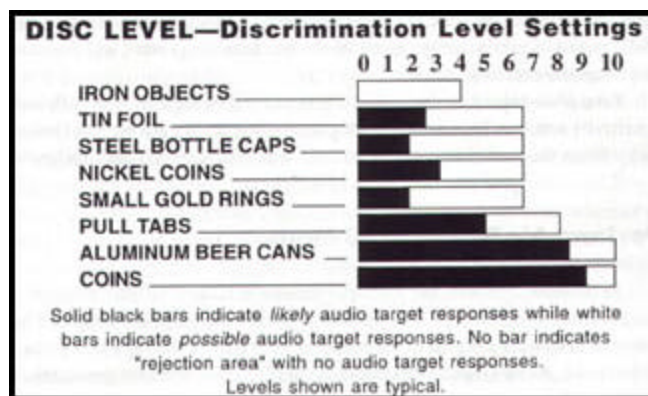 DISC LEVEL—Discrimination Level Settings
0 1 2 3 4 5 6 7 8 9 10
IRON OBJECTS
TIN FOIL
STEEL BOTTLE CAPS
NICKEL COINS
SMALL GOLD RINGS
PULL TABS
ALUMINUM BEER CANS
COINS
Solid black bars indicate likely audio target responses while white
bars indicate possible audio target responses. No bar indicates
"rejection area" with no audio target responses.
Levels shown are typical.